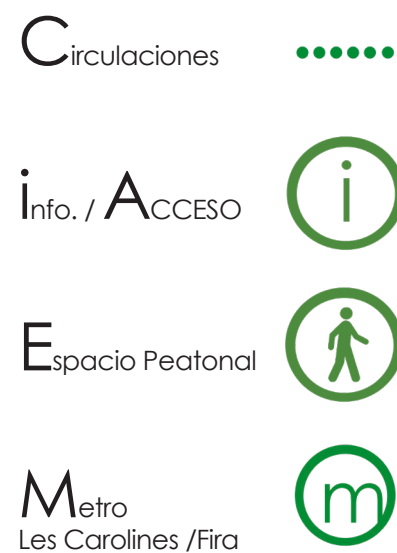 Circulaciones
info. / ACCESO
i
Espacio Peatonal
Metro
Les Carolines /Fira
m